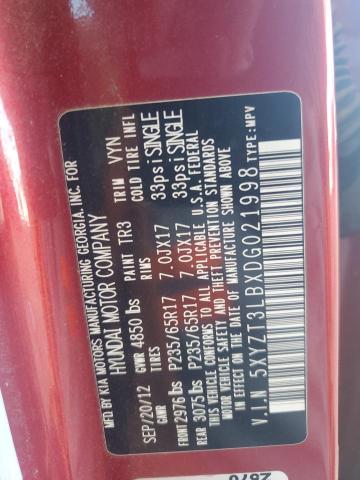 MFD BY KIA MOTORS MANUFACTURING GEORGIA, INC. FOR
HYUNDAI MOTOR COMPANY
PAINT TR3 TRIM VYN
SEP/20/12 GVWR 4850 lbs
GAWR TIRES RIMS COLD TIRE INFL
FRONT 2976 lbs P235/65R17 7.0JX17 33psi SINGLE
REAR 3075 lbs P235/65R17 7.0JX17 33psi SINGLE
THIS VEHICLE CONFORMS TO ALL APPLICABLE U.S.A. FEDERAL
MOTOR VEHICLE SAFETY AND THEFT PREVENTION STANDARDS
IN EFFECT ON THE DATE OF MANUFACTURE SHOWN ABOVE.
V.I.N: 5XYZT3LBXDG021998 TYPE:MPV